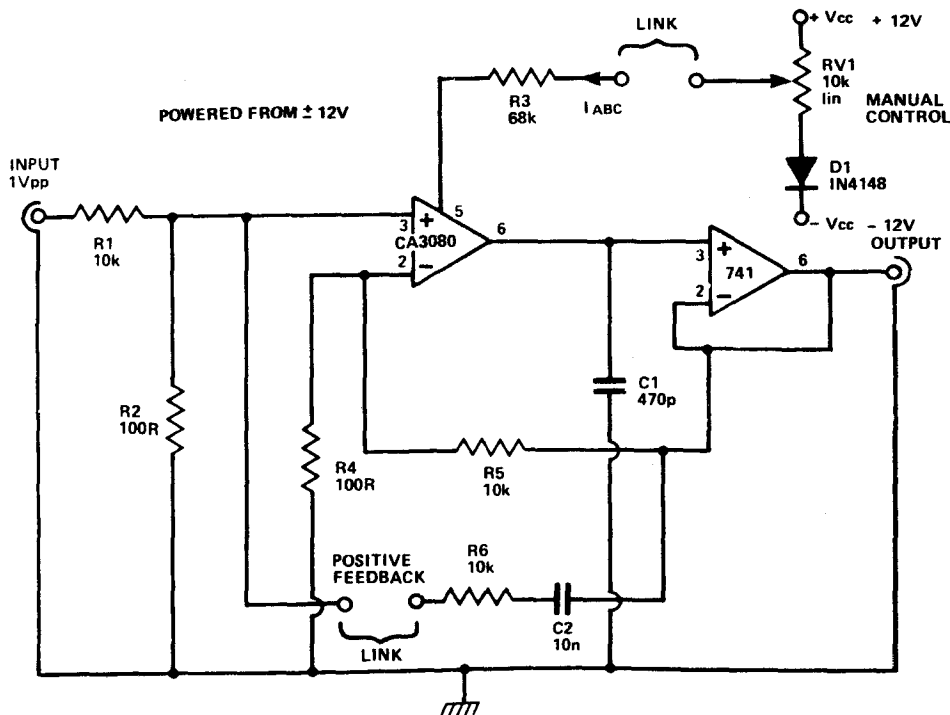 LINK
+ Vcc + 12V
RV1
10k
lin
MANUAL
CONTROL
R3
68k
I ABC
POWERED FROM ± 12V
D1
IN4148
INPUT
1Vpp
- Vcc - 12V
OUTPUT
R1
10k
+
3
5
CA3080
6
2
-
+
3
741
6
2
-
C1
470p
R2
100R
R4
100R
R5
10k
POSITIVE
FEEDBACK
R6
10k
C2
10n
LINK